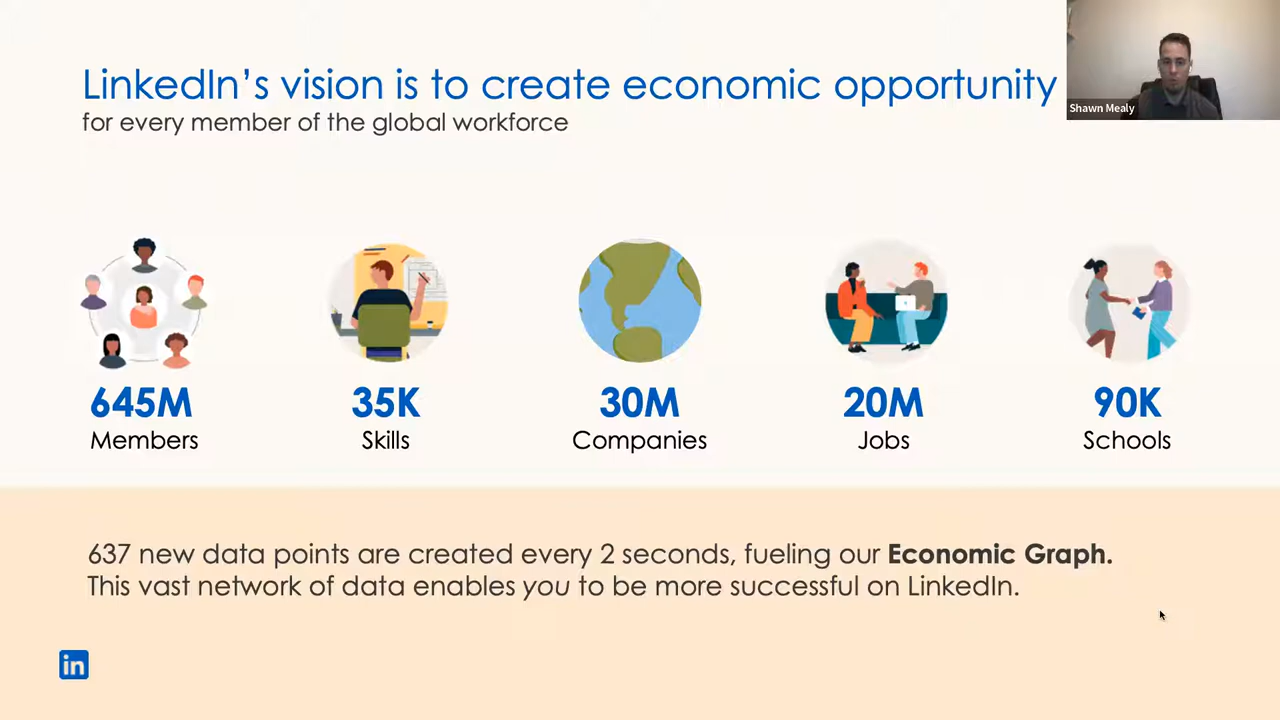 LinkedIn's vision is to create economic opportunity
for every member of the global workforce
Shawn Mealy
645M
Members
35K
Skills
30M
Companies
20M
Jobs
90K
Schools
637 new data points are created every 2 seconds, fueling our Economic Graph.
This vast network of data enables you to be more successful on LinkedIn.
in